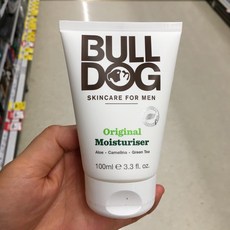 BULL
DOG
SKINCARE FOR MEN
Original
Moisturiser
Aloe • Camelina • Green Tea
100ml ℮ 3.3 fl. oz.